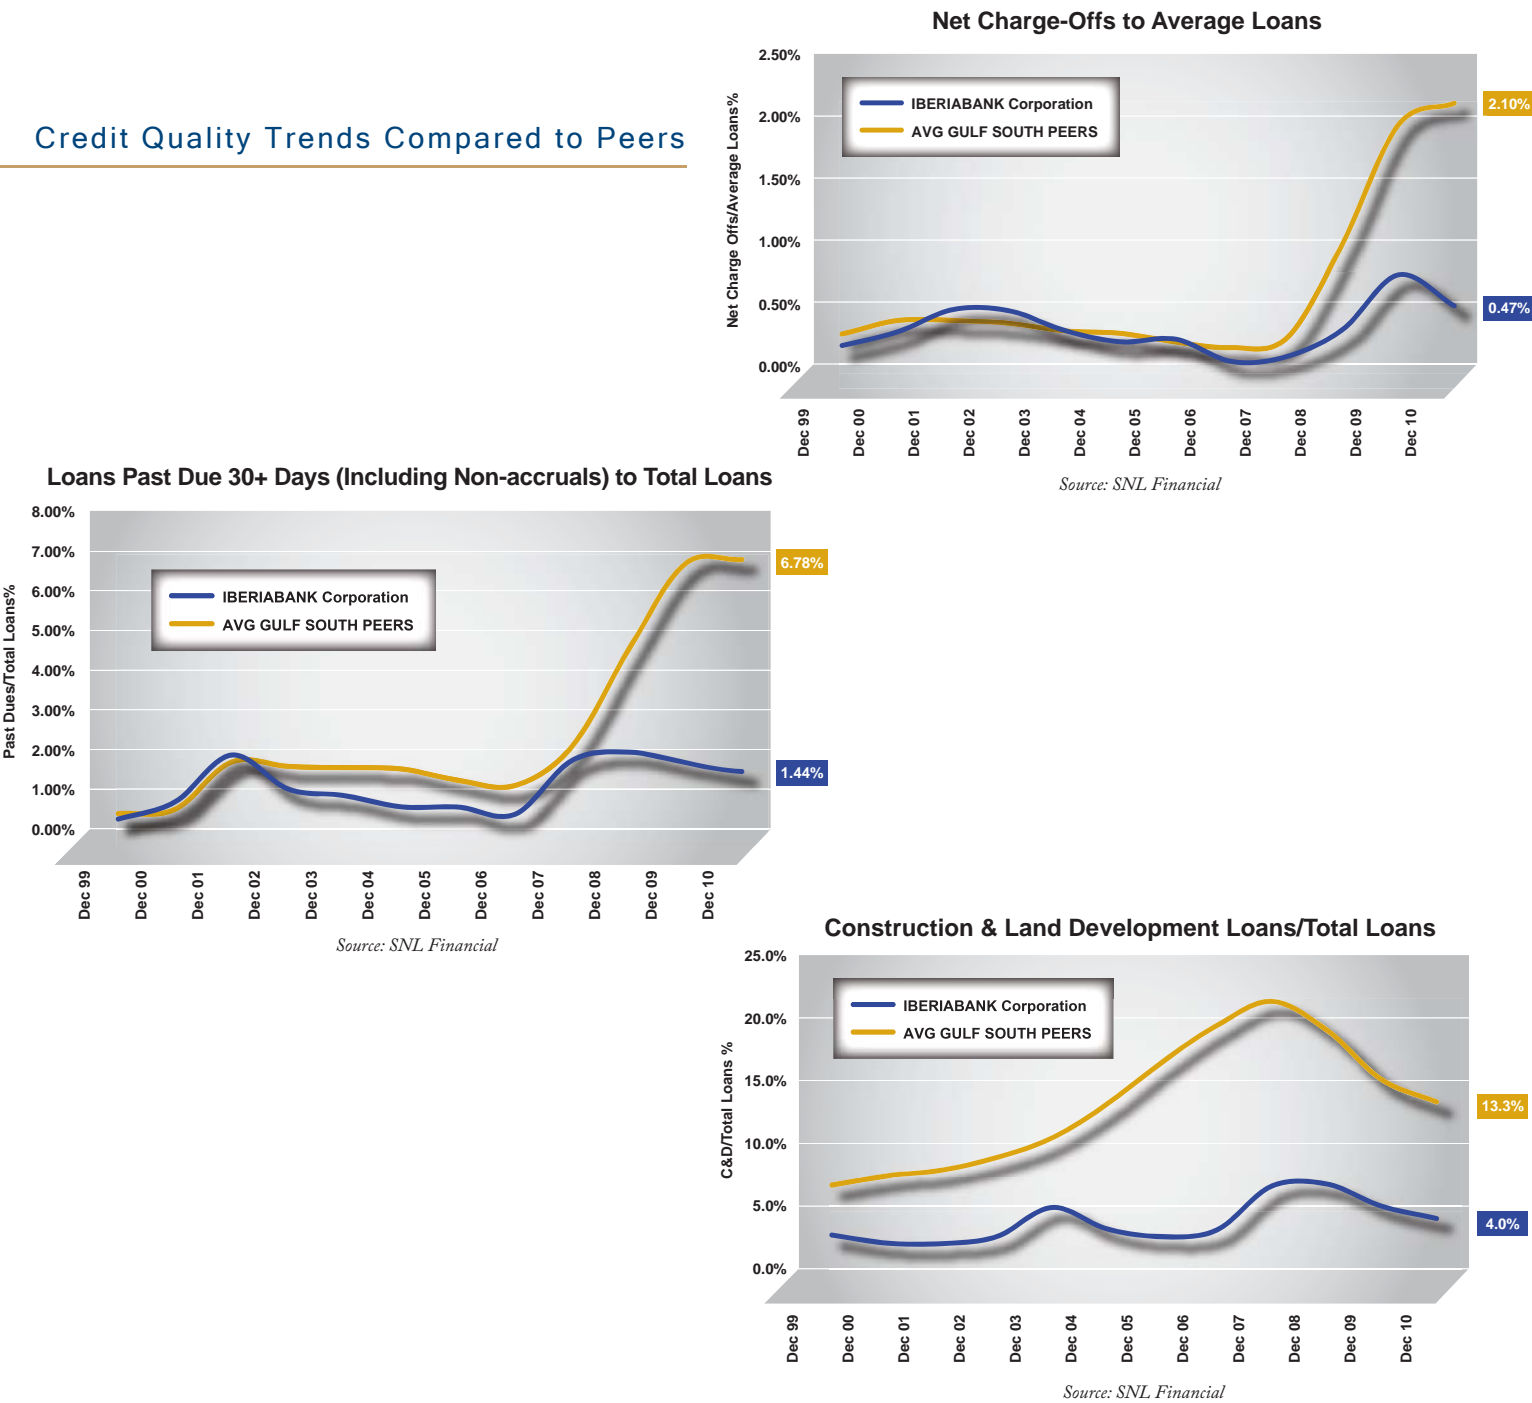 Credit Quality Trends Compared to Peers
Net Charge-Offs to Average Loans
Net Charge Offs/Average Loans%
2.50%
2.00%
1.50%
1.00%
0.50%
0.00%
IBERIABANK Corporation
AVG GULF SOUTH PEERS
2.10%
0.47%
Dec 99
Dec 00
Dec 01
Dec 02
Dec 03
Dec 04
Dec 05
Dec 06
Dec 07
Dec 08
Dec 09
Dec 10
Source: SNL Financial
Loans Past Due 30+ Days (Including Non-accruals) to Total Loans
Past Dues/Total Loans%
8.00%
7.00%
6.00%
5.00%
4.00%
3.00%
2.00%
1.00%
0.00%
IBERIABANK Corporation
AVG GULF SOUTH PEERS
6.78%
1.44%
Dec 99
Dec 00
Dec 01
Dec 02
Dec 03
Dec 04
Dec 05
Dec 06
Dec 07
Dec 08
Dec 09
Dec 10
Source: SNL Financial
Construction & Land Development Loans/Total Loans
C&D/Total Loans %
25.0%
20.0%
15.0%
10.0%
5.0%
0.0%
IBERIABANK Corporation
AVG GULF SOUTH PEERS
13.3%
4.0%
Dec 99
Dec 00
Dec 01
Dec 02
Dec 03
Dec 04
Dec 05
Dec 06
Dec 07
Dec 08
Dec 09
Dec 10
Source: SNL Financial